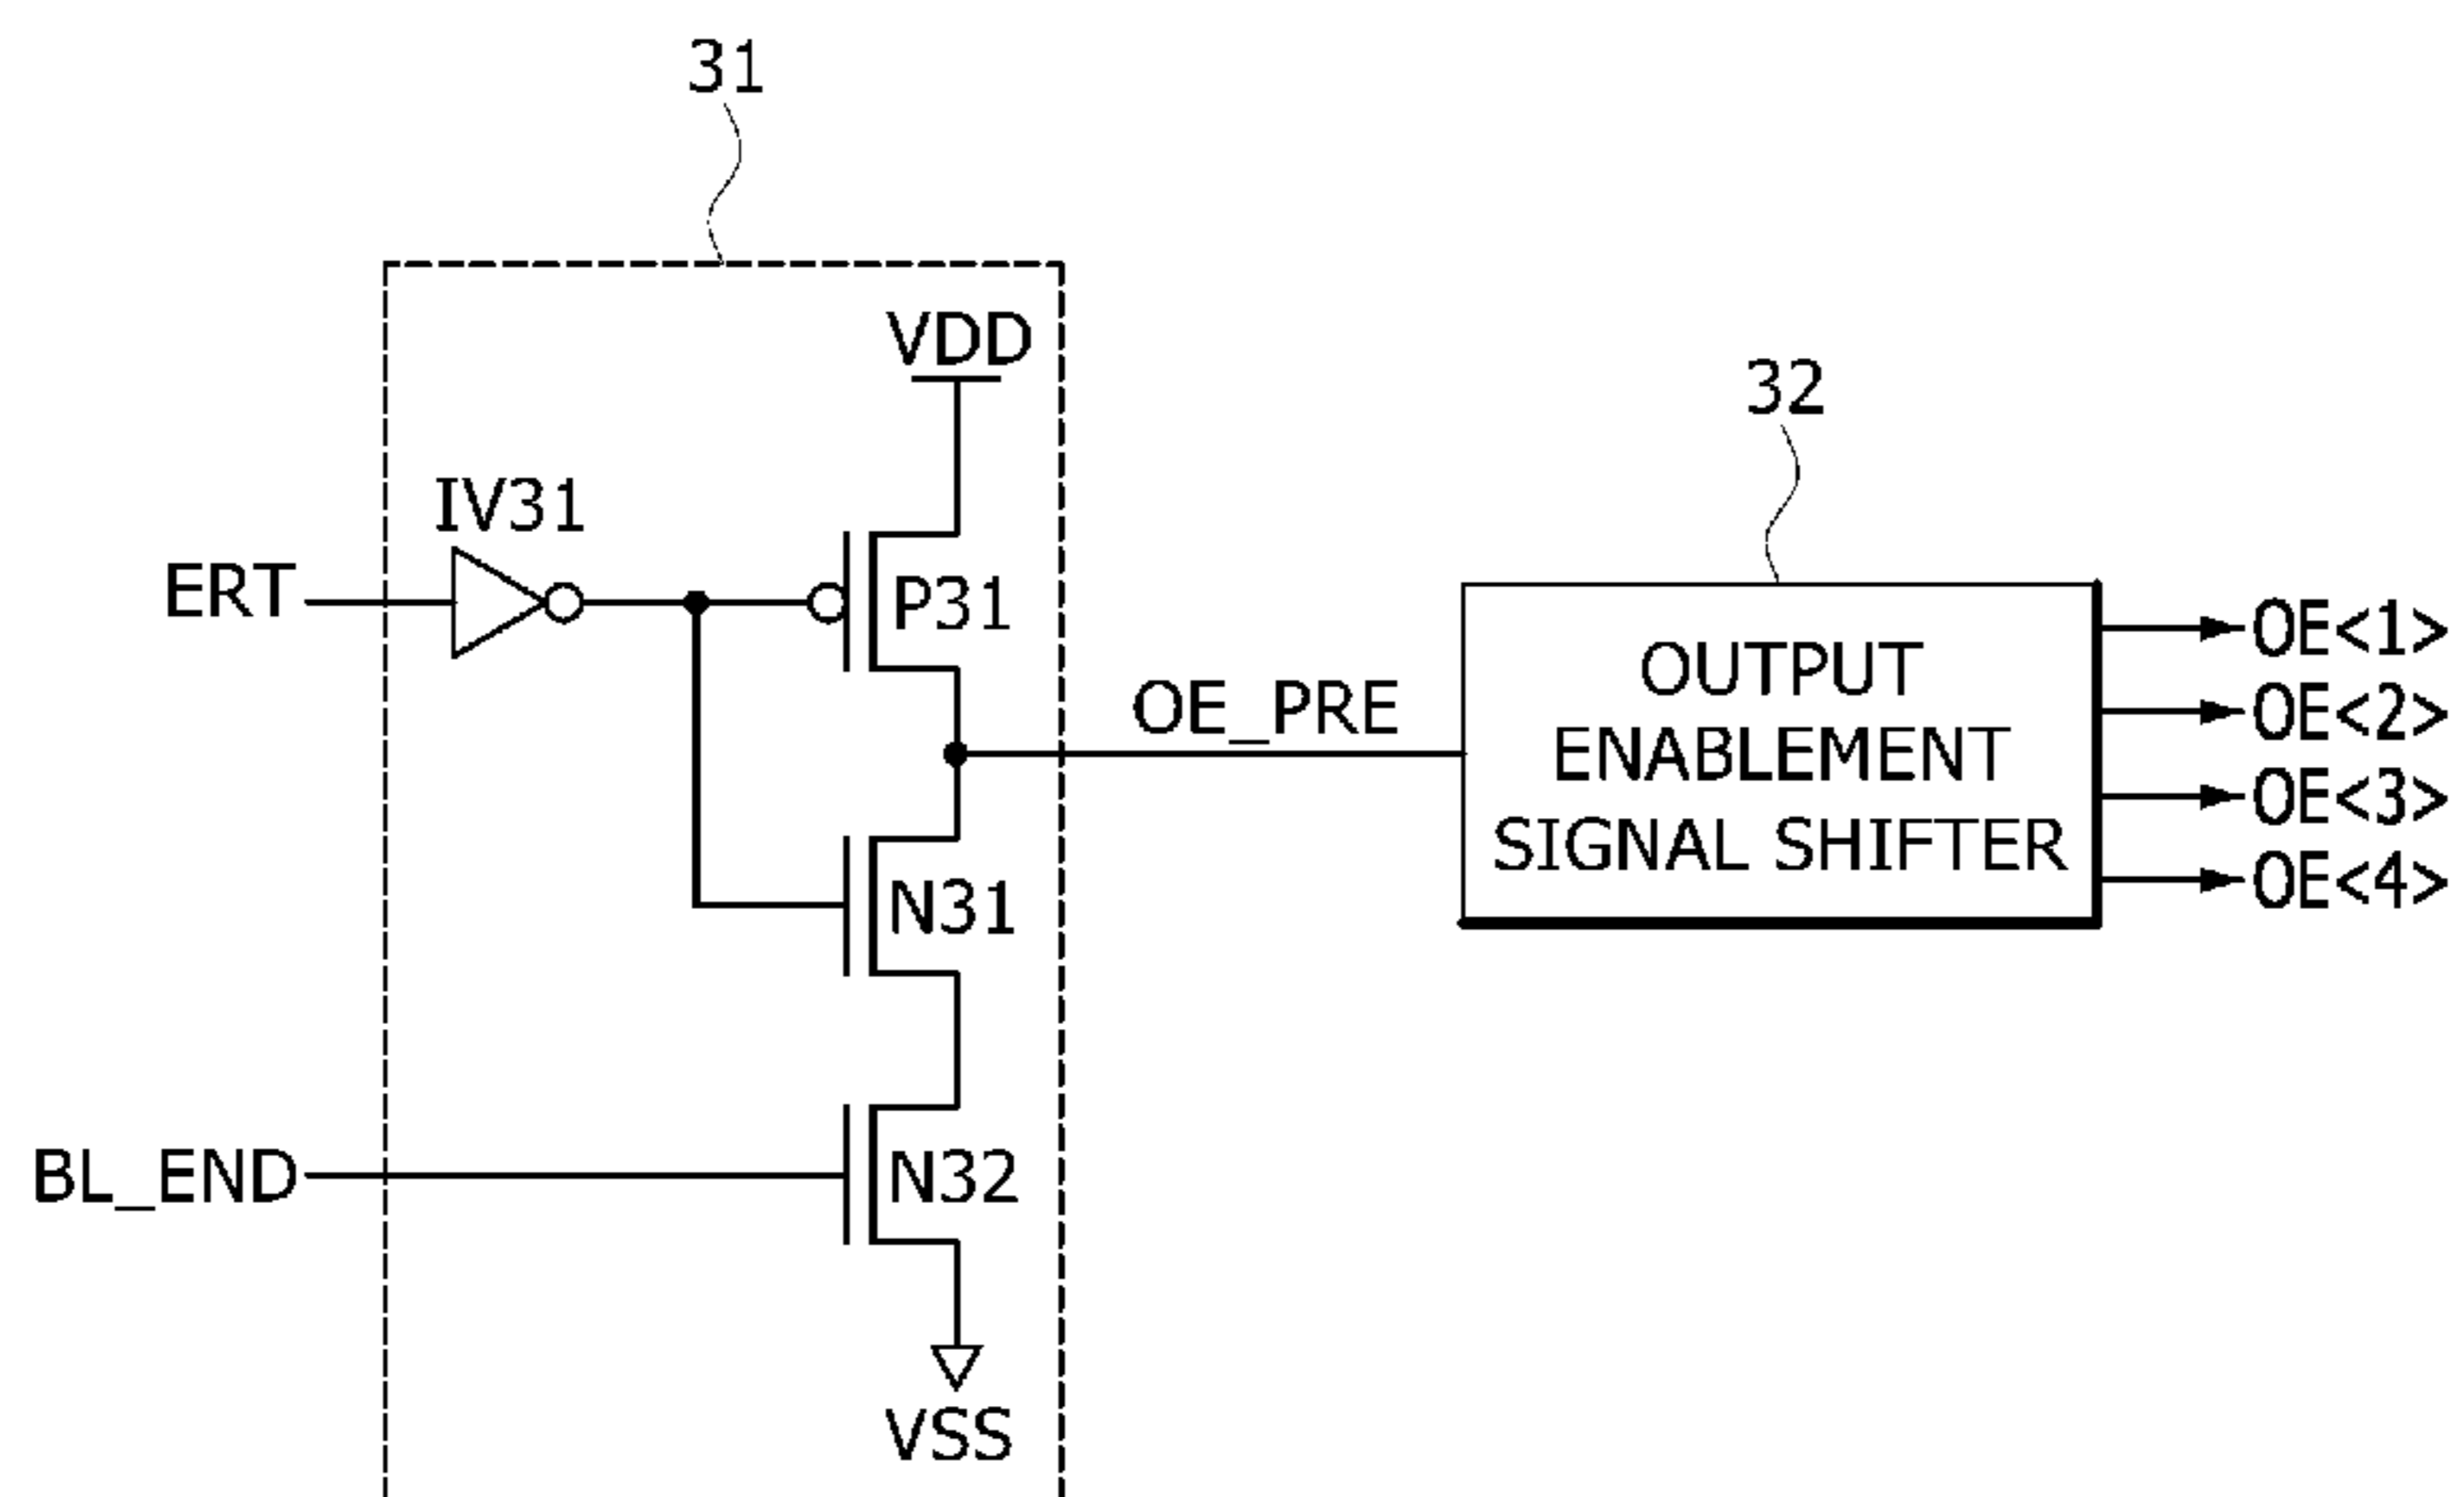 31
VDD
32
IV31
ERT
P31
OE<1>
OUTPUT
ENABLEMENT
SIGNAL SHIFTER
OE_PRE
OE<2>
OE<3>
OE<4>
N31
BL_END
N32
VSS